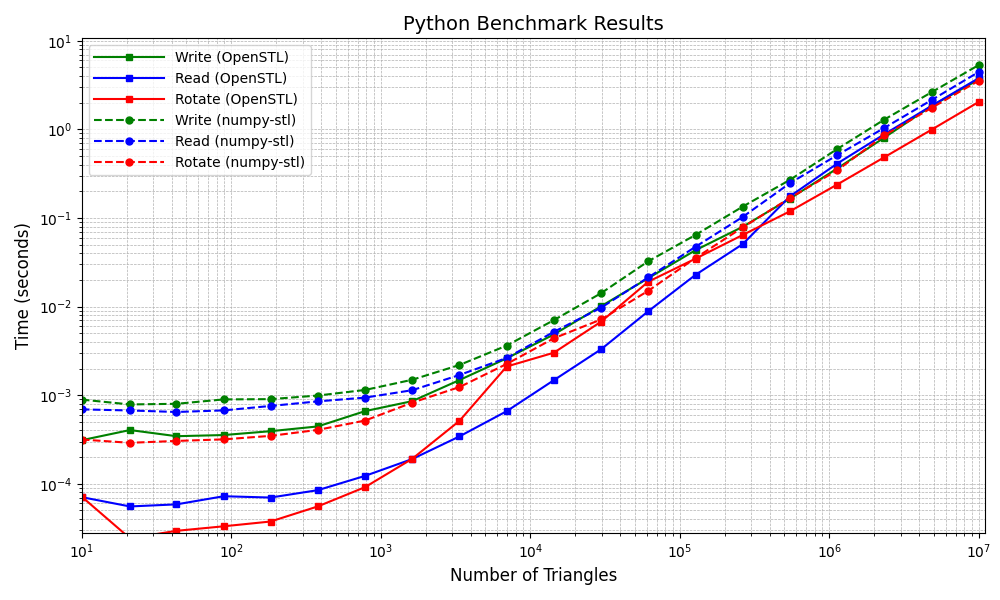 Python Benchmark Results
10¹
10⁰
10⁻¹
10⁻²
10⁻³
10⁻⁴
Time (seconds)
Write (OpenSTL)
Read (OpenSTL)
Rotate (OpenSTL)
Write (numpy-stl)
Read (numpy-stl)
Rotate (numpy-stl)
10¹ 10² 10³ 10⁴ 10⁵ 10⁶ 10⁷
Number of Triangles